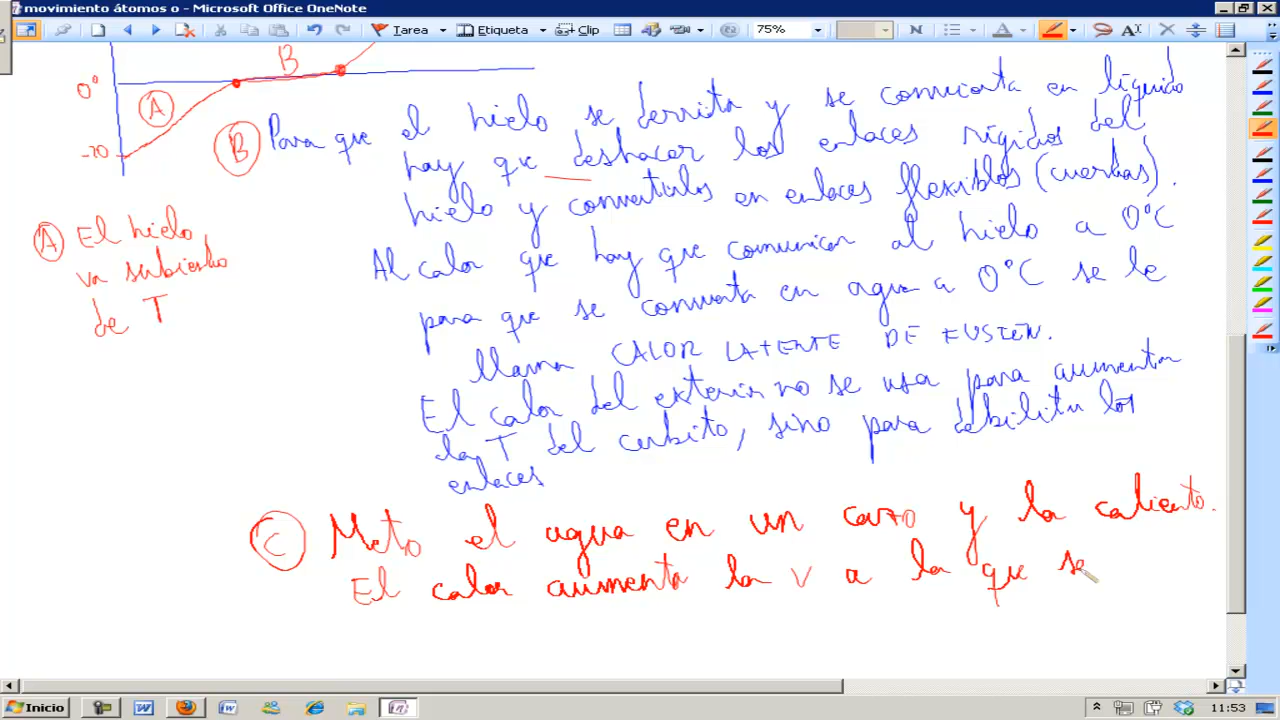 movimiento átomos o - Microsoft Office OneNote
Tarea
Etiqueta
Clip
75%
N
A
B
0°
A
-20
B Para que el hielo se derrita y se convierta en líquido
hay que deshacer los enlaces rígidos del
hielo y convertirlos en enlaces flexibles (cuerdas).
A El hielo
va subiendo
de T
Al calor que hay que comunicar al hielo a 0°C
para que se convierta en agua a 0°C se le
llama CALOR LATENTE DE FUSIÓN.
El calor del exterior no se usa para aumentar
la T del cubito, sino para debilitar los
enlaces
C Meto el agua en un cazo y la caliento.
El calor aumenta la V a la que se
Inicio
11:53